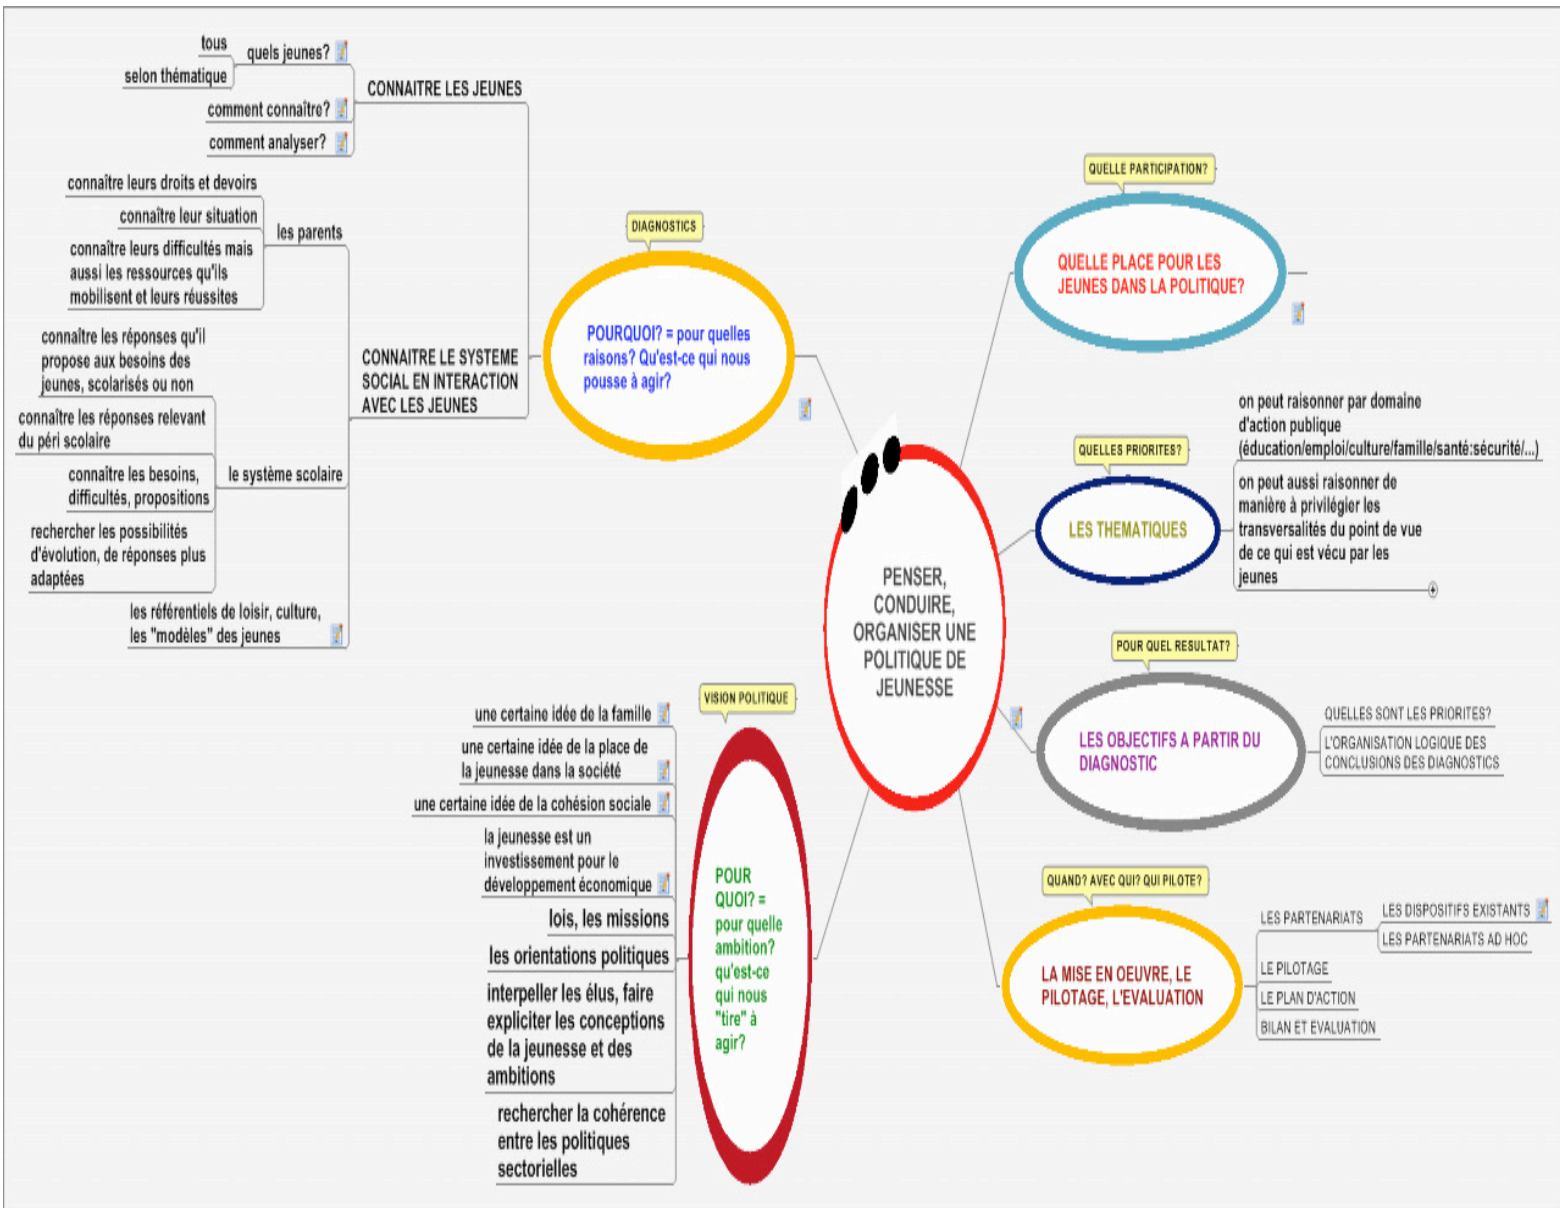 tous
quels jeunes?
selon thématique
CONNAITRE LES JEUNES
comment connaître?
comment analyser?
connaître leurs droits et devoirs
connaître leur situation
les parents
connaître leurs difficultés mais
aussi les ressources qu'ils
mobilisent et leurs réussites
connaître les réponses qu'il
propose aux besoins des
jeunes, scolarisés ou non
CONNAITRE LE SYSTEME
SOCIAL EN INTERACTION
AVEC LES JEUNES
connaître les réponses relevant
du péri scolaire
connaître les besoins,
difficultés, propositions
le système scolaire
rechercher les possibilités
d'évolution, de réponses plus
adaptées
les référentiels de loisir, culture,
les "modèles" des jeunes
DIAGNOSTICS
POURQUOI? = pour quelles
raisons? Qu'est-ce qui nous
pousse à agir?
VISION POLITIQUE
une certaine idée de la famille
une certaine idée de la place de
la jeunesse dans la société
une certaine idée de la cohésion sociale
la jeunesse est un
investissement pour le
développement économique
lois, les missions
les orientations politiques
interpeller les élus, faire
expliciter les conceptions
de la jeunesse et des
ambitions
rechercher la cohérence
entre les politiques
sectorielles
POUR
QUOI? =
pour quelle
ambition?
qu'est-ce
qui nous
"tire" à
agir?
PENSER,
CONDUIRE,
ORGANISER UNE
POLITIQUE DE
JEUNESSE
QUELLE PARTICIPATION?
QUELLE PLACE POUR LES
JEUNES DANS LA POLITIQUE?
QUELLES PRIORITES?
LES THEMATIQUES
on peut raisonner par domaine
d'action publique
(éducation/emploi/culture/famille/santé:sécurité/...)
on peut aussi raisonner de
manière à privilégier les
transversalités du point de vue
de ce qui est vécu par les
jeunes
POUR QUEL RESULTAT?
LES OBJECTIFS A PARTIR DU
DIAGNOSTIC
QUELLES SONT LES PRIORITES?
L'ORGANISATION LOGIQUE DES
CONCLUSIONS DES DIAGNOSTICS
QUAND? AVEC QUI? QUI PILOTE?
LA MISE EN OEUVRE, LE
PILOTAGE, L'EVALUATION
LES PARTENARIATS
LES DISPOSITIFS EXISTANTS
LES PARTENARIATS AD HOC
LE PILOTAGE
LE PLAN D'ACTION
BILAN ET EVALUATION